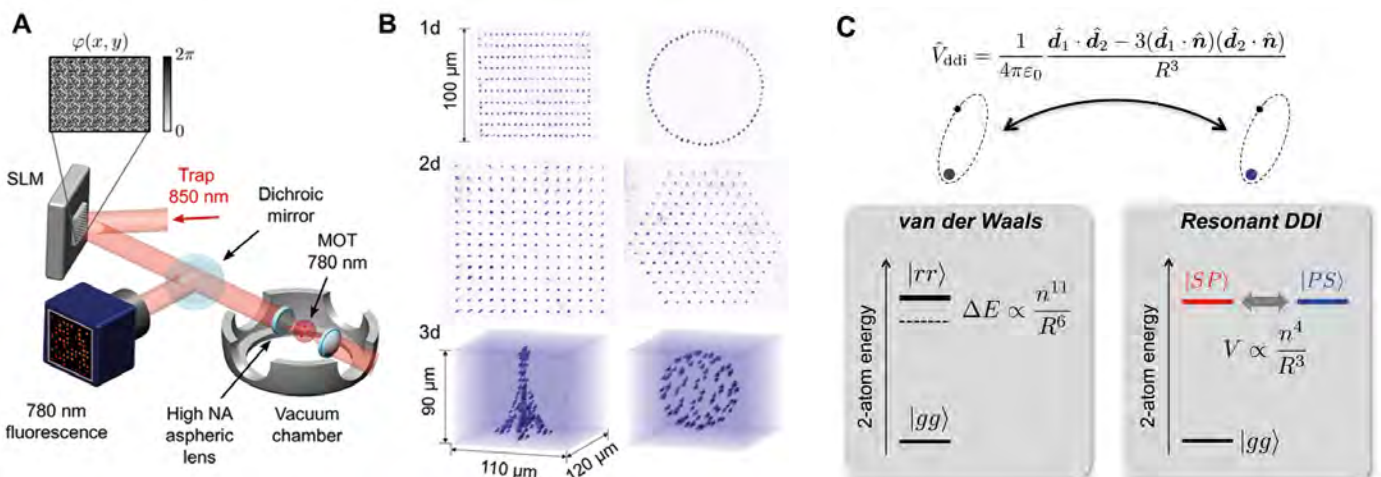 A
φ(x, y)
2π
0
SLM
Trap
850 nm
Dichroic
mirror
MOT
780 nm
780 nm
fluorescence
High NA
aspheric
lens
Vacuum
chamber
B
1d
100 μm
2d
3d
90 μm
110 μm
120 μm
C
V̂ddi = 1/4πε₀ d̂₁ · d̂₂ − 3(d̂₁ · n̂)(d̂₂ · n̂)/R³
van der Waals
2-atom energy
|rr⟩
ΔE ∝ n¹¹/R⁶
|gg⟩
Resonant DDI
2-atom energy
|SP⟩
|PS⟩
V ∝ n⁴/R³
|gg⟩